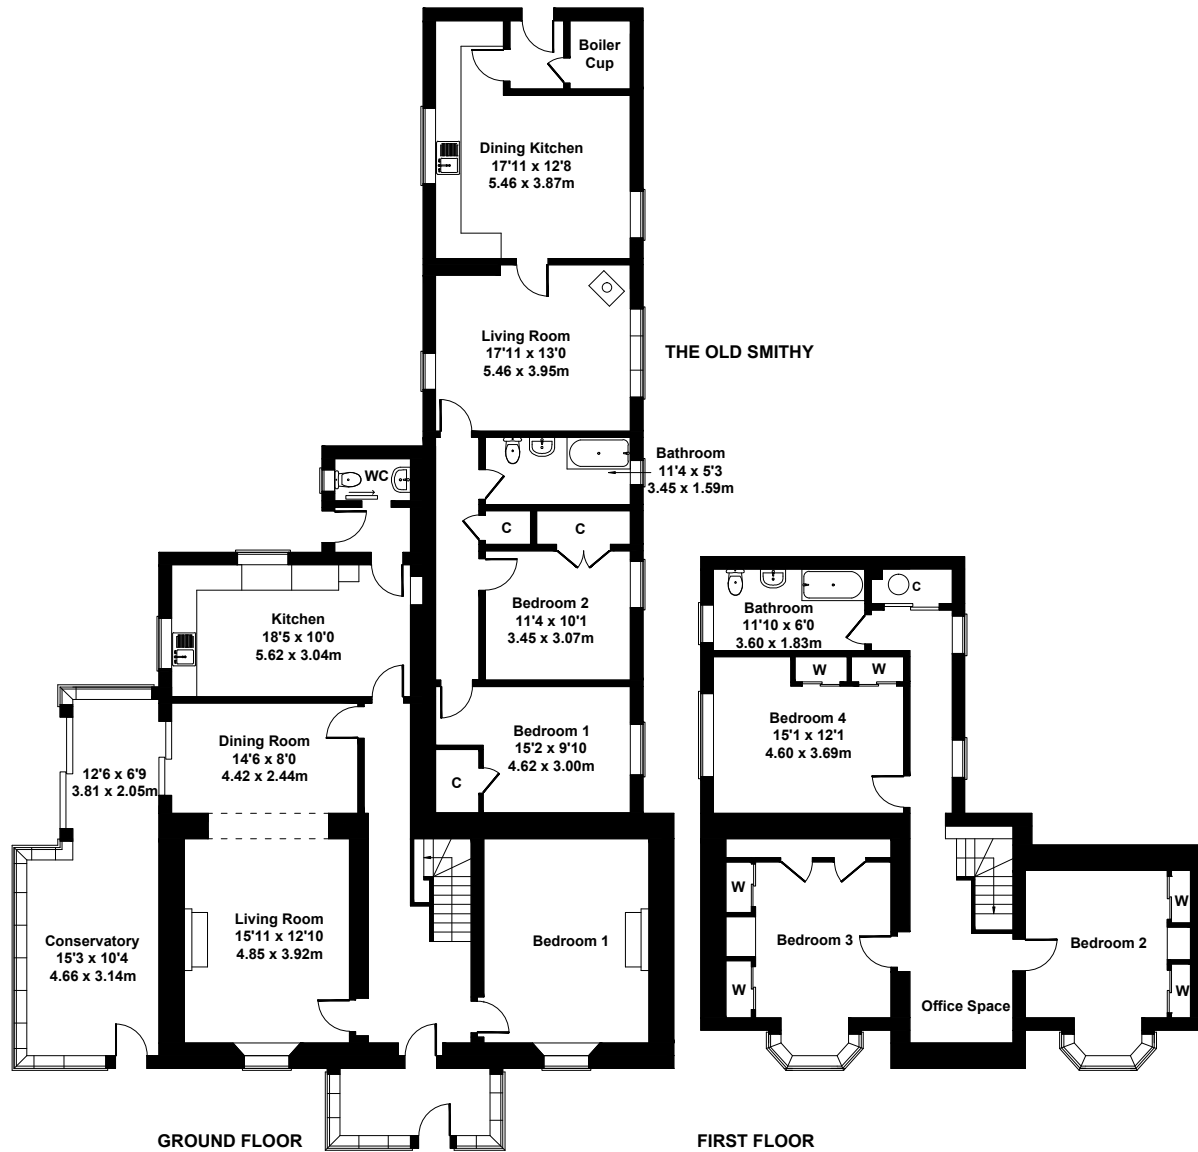 Boiler
Cup
Dining Kitchen
17'11 x 12'8
5.46 x 3.87m
Living Room
17'11 x 13'0
5.46 x 3.95m
THE OLD SMITHY
Bathroom
11'4 x 5'3
3.45 x 1.59m
WC
C
C
Bedroom 2
11'4 x 10'1
3.45 x 3.07m
Kitchen
18'5 x 10'0
5.62 x 3.04m
Bedroom 1
15'2 x 9'10
4.62 x 3.00m
C
Dining Room
14'6 x 8'0
4.42 x 2.44m
12'6 x 6'9
3.81 x 2.05m
Living Room
15'11 x 12'10
4.85 x 3.92m
Bedroom 1
Conservatory
15'3 x 10'4
4.66 x 3.14m
GROUND FLOOR
C
Bathroom
11'10 x 6'0
3.60 x 1.83m
W
W
Bedroom 4
15'1 x 12'1
4.60 x 3.69m
W
Bedroom 3
W
W
Bedroom 2
W
Office Space
FIRST FLOOR